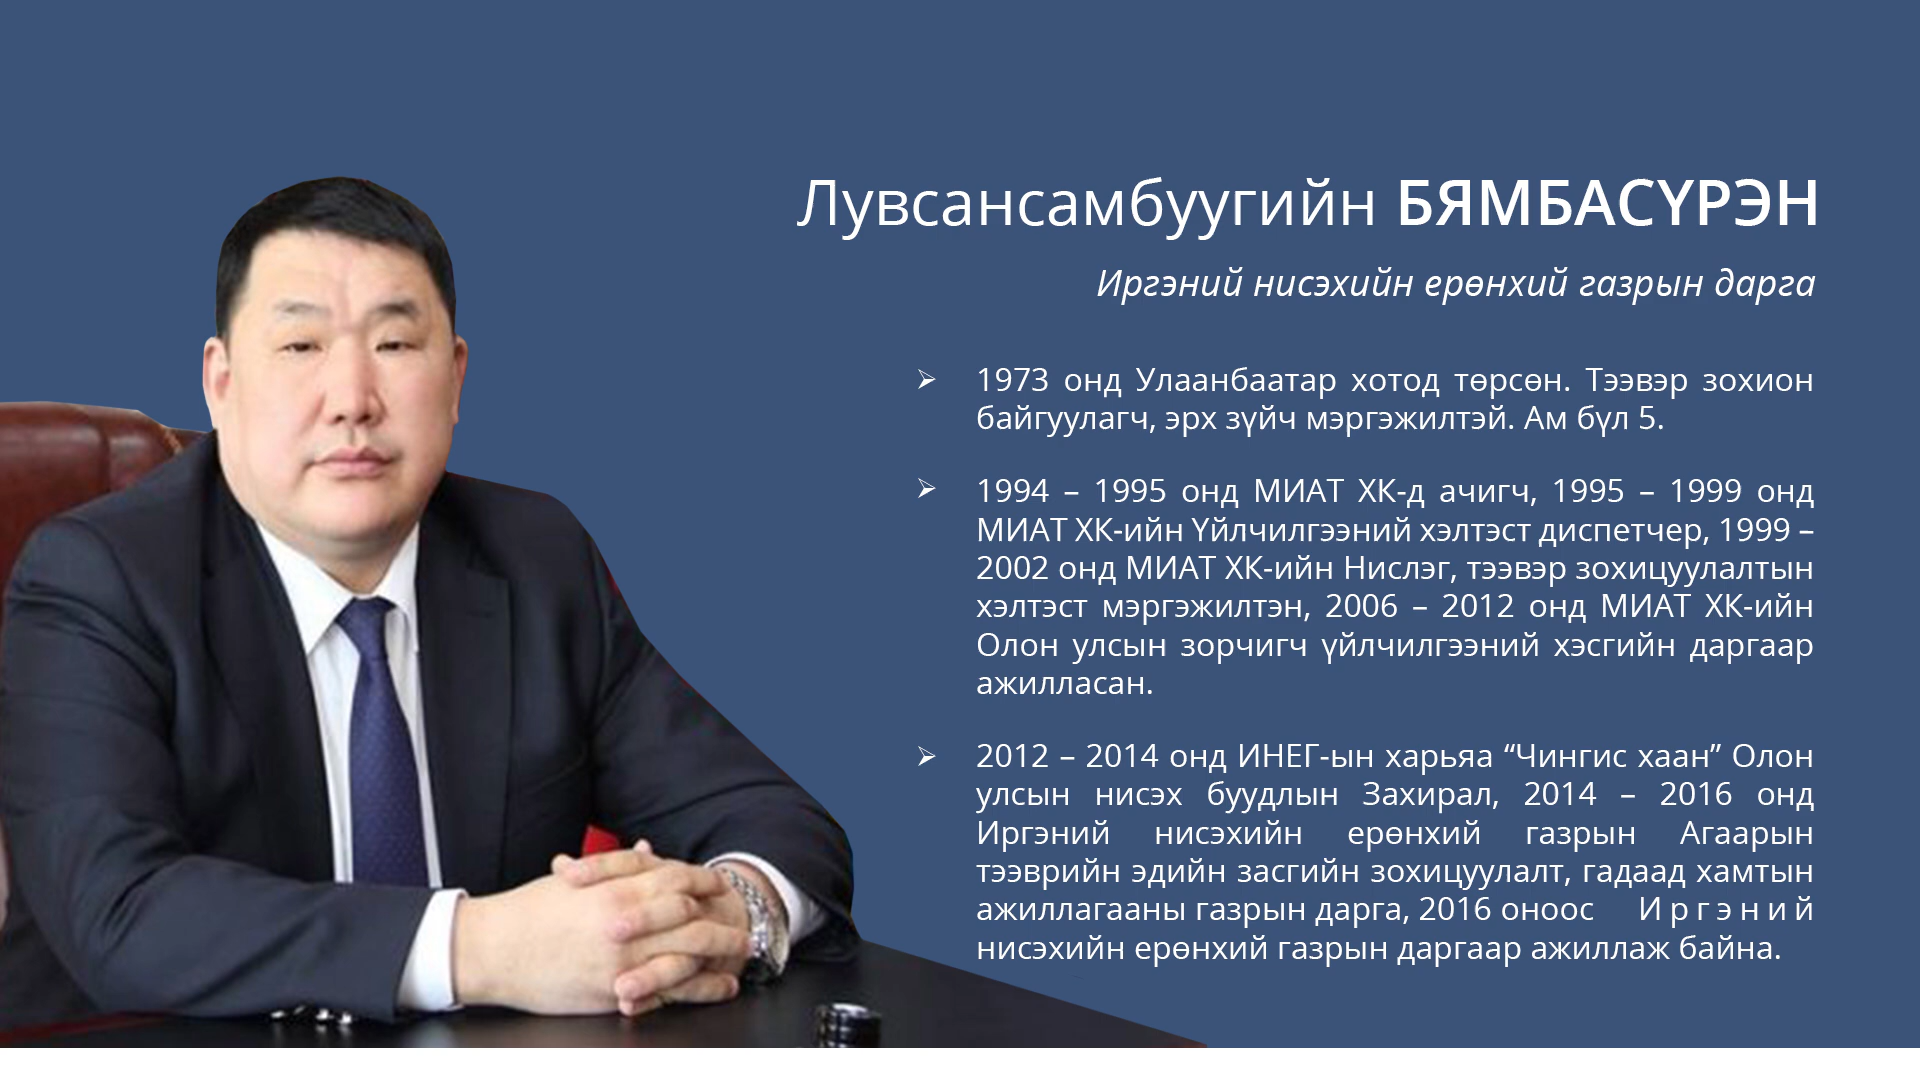 Лувсансамбуугийн БЯМБАСҮРЭН
Иргэний нисэхийн ерөнхий газрын дарга
➢ 1973 онд Улаанбаатар хотод төрсөн. Тээвэр зохион
байгуулагч, эрх зүйч мэргэжилтэй. Ам бүл 5.
➢ 1994 – 1995 онд МИАТ ХК-д ачигч, 1995 – 1999 онд
МИАТ ХК-ийн Үйлчилгээний хэлтэст диспетчер, 1999 –
2002 онд МИАТ ХК-ийн Нислэг, тээвэр зохицуулалтын
хэлтэст мэргэжилтэн, 2006 – 2012 онд МИАТ ХК-ийн
Олон улсын зорчигч үйлчилгээний хэсгийн даргаар
ажилласан.
➢ 2012 – 2014 онд ИНЕГ-ын харьяа “Чингис хаан” Олон
улсын нисэх буудлын Захирал, 2014 – 2016 онд
Иргэний нисэхийн ерөнхий газрын Агаарын
тээврийн эдийн засгийн зохицуулалт, гадаад хамтын
ажиллагааны газрын дарга, 2016 оноос Иргэний
нисэхийн ерөнхий газрын даргаар ажиллаж байна.